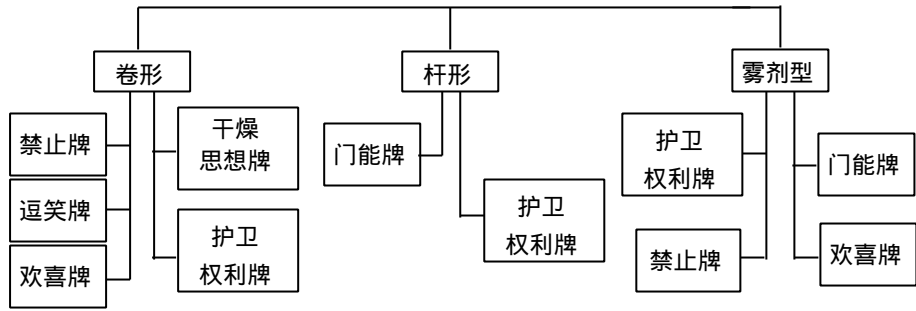 卷形
杆形
雾剂型
禁止牌
逗笑牌
欢喜牌
干燥
思想牌
护卫
权利牌
门能牌
护卫
权利牌
护卫
权利牌
禁止牌
门能牌
欢喜牌